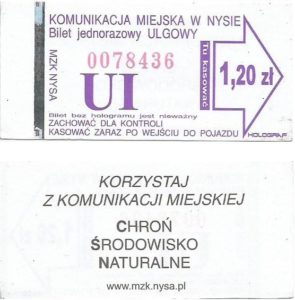 KOMUNIKACJA MIEJSKA W NYSIE
Bilet jednorazowy ULGOWY
MZK NYSA
0078436
Tu kasować
1,20 zł
UI
Bilet bez hologramu jest nieważny
ZACHOWAĆ DLA KONTROLI
KASOWAĆ ZARAZ PO WEJŚCIU DO POJAZDU
HOLOGRAF
KORZYSTAJ
Z KOMUNIKACJI MIEJSKIEJ
CHROŃ
ŚRODOWISKO
NATURALNE
www.mzk.nysa.pl